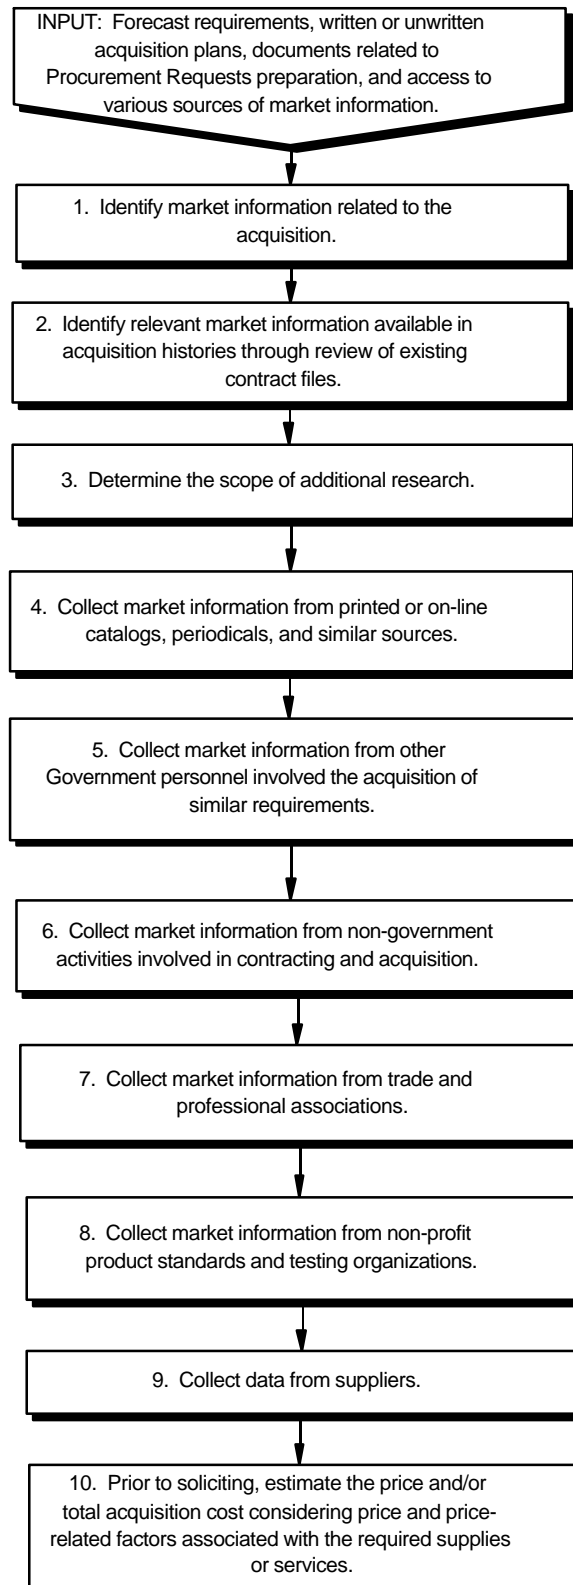 INPUT:  Forecast requirements, written or unwritten
acquisition plans, documents related to
Procurement Requests preparation, and access to
various sources of market information.
1.  Identify market information related to the
acquisition.
2.  Identify relevant market information available in
acquisition histories through review of existing
contract files.
3.  Determine the scope of additional research.
4.  Collect market information from printed or on-line
catalogs, periodicals, and similar sources.
5.  Collect market information from other
Government personnel involved the acquisition of
similar requirements.
6.  Collect market information from non-government
activities involved in contracting and acquisition.
7.  Collect market information from trade and
professional associations.
8.  Collect market information from non-profit
product standards and testing organizations.
9.  Collect data from suppliers.
10.  Prior to soliciting, estimate the price and/or
total acquisition cost considering price and price-
related factors associated with the required supplies
or services.